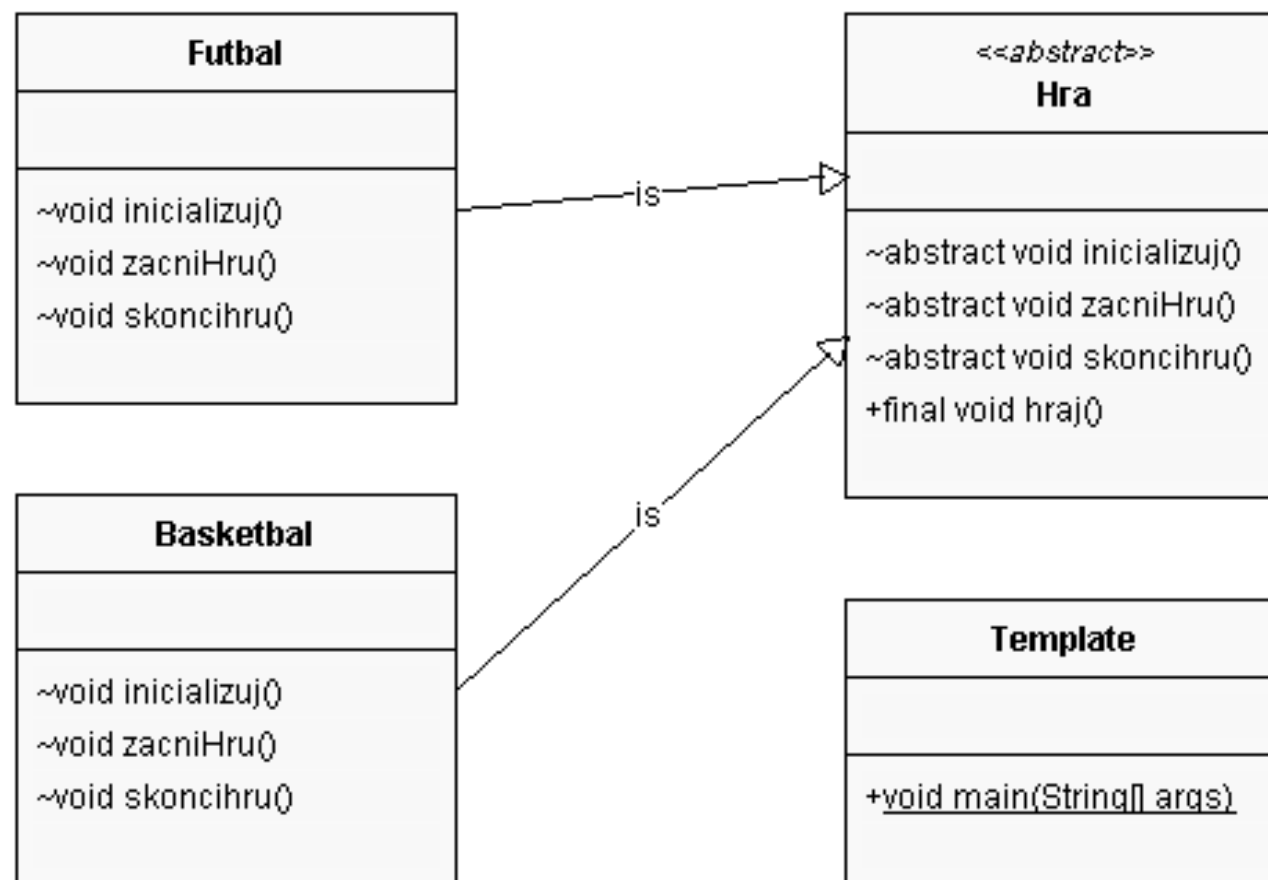 Futbal
~void inicializuj()
~void zacniHru()
~void skoncihru()
is
<<abstract>>
Hra
~abstract void inicializuj()
~abstract void zacniHru()
~abstract void skoncihru()
+final void hraj()
Basketbal
~void inicializuj()
~void zacniHru()
~void skoncihru()
is
Template
+void main(String[] args)